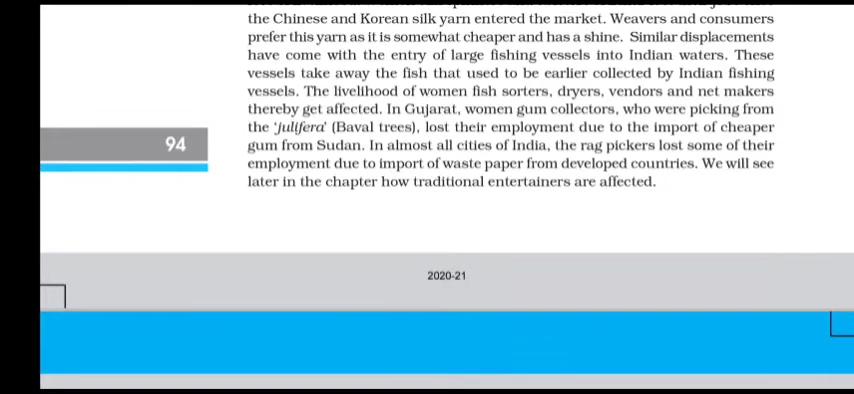 the Chinese and Korean silk yarn entered the market. Weavers and consumers
prefer this yarn as it is somewhat cheaper and has a shine. Similar displacements
have come with the entry of large fishing vessels into Indian waters. These
vessels take away the fish that used to be earlier collected by Indian fishing
vessels. The livelihood of women fish sorters, dryers, vendors and net makers
thereby get affected. In Gujarat, women gum collectors, who were picking from
the ‘julifera’ (Baval trees), lost their employment due to the import of cheaper
94
gum from Sudan. In almost all cities of India, the rag pickers lost some of their
employment due to import of waste paper from developed countries. We will see
later in the chapter how traditional entertainers are affected.
2020-21